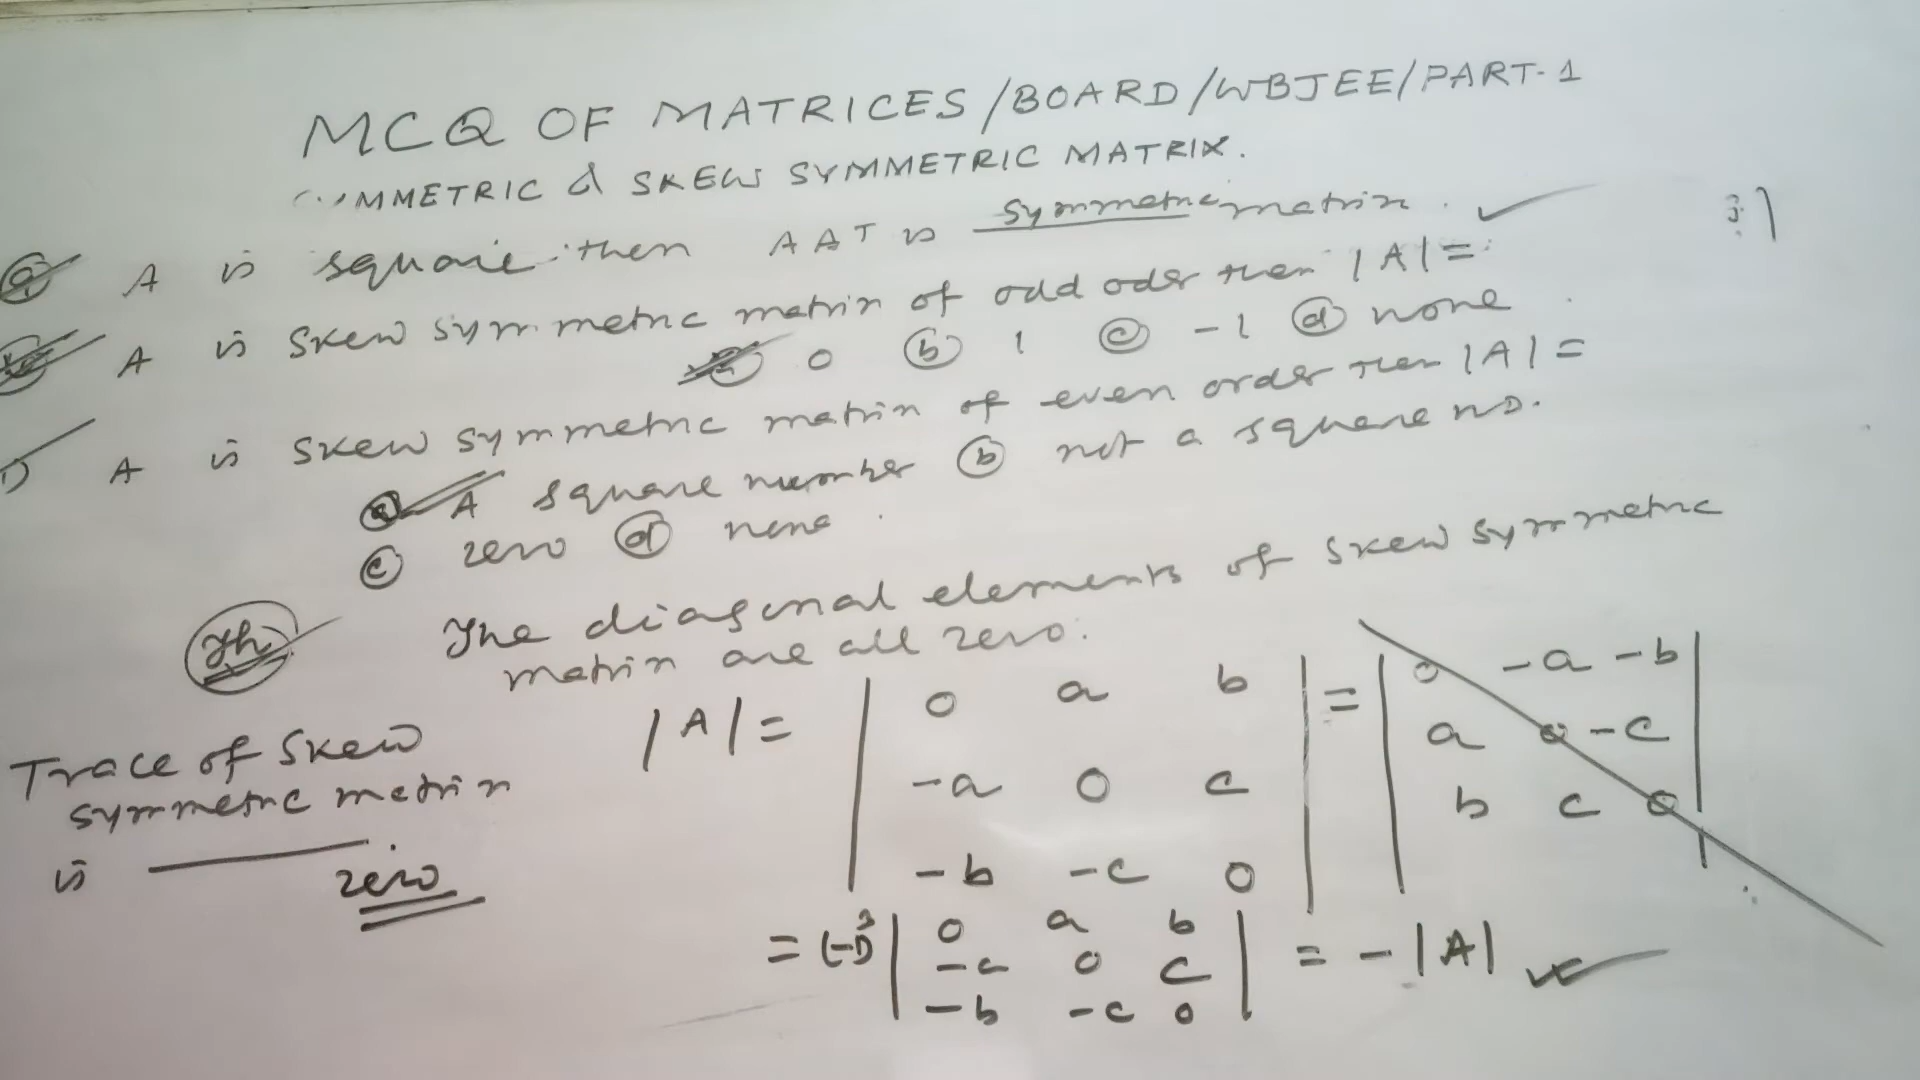 MCQ OF MATRICES/BOARD/WBJEE/PART-1
SYMMETRIC & SKEW SYMMETRIC MATRIX.
A is square then AAT is symmetric matrix.
A is skew symmetric matrix of odd oder then |A|=
0 (b) 1 (c) -1 (d) none
A is skew symmetric matrix of even order then |A|=
(a) A square number (b) not a square no.
(c) zero (d) none
Th The diagonal elements of skew symmetric
matrix are all zero.
|A| = | 0 a b | = | 0 -a -b |
-a 0 c a 0 -c
-b -c 0 b c 0
= (-1)3 | 0 a b | = -|A|
0 c
-b -c 0
Trace of skew
symmetric matrix
is
zero